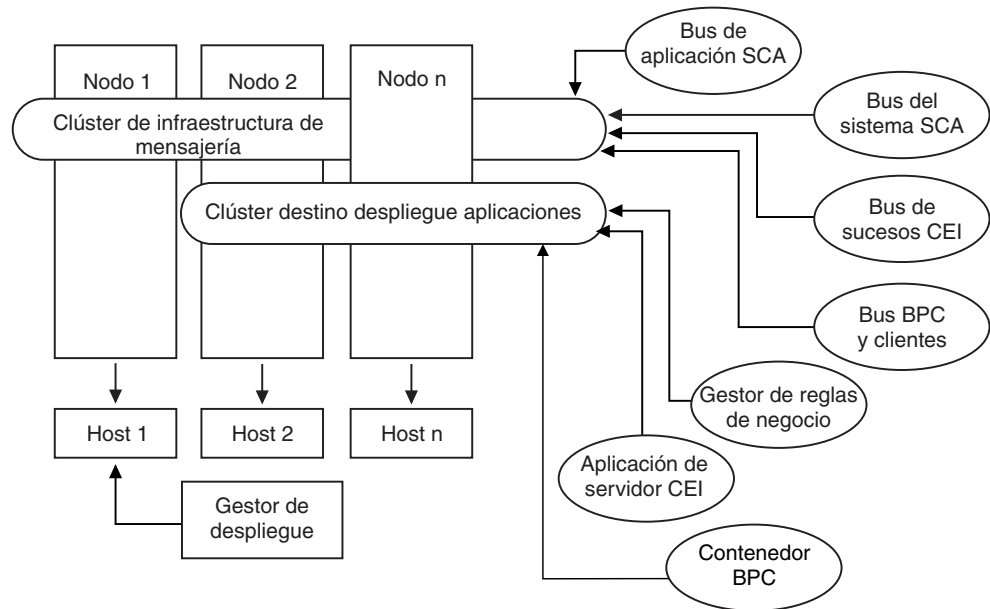 Bus de
aplicación SCA
Nodo 1
Nodo 2
Nodo n
Clúster de infraestructura de
mensajería
Bus del
sistema SCA
Clúster destino despliegue aplicaciones
Bus de
sucesos CEI
Bus BPC
y clientes
Gestor de reglas
de negocio
Host 1
Host 2
Host n
Aplicación de
servidor CEI
Gestor de
despliegue
Contenedor
BPC